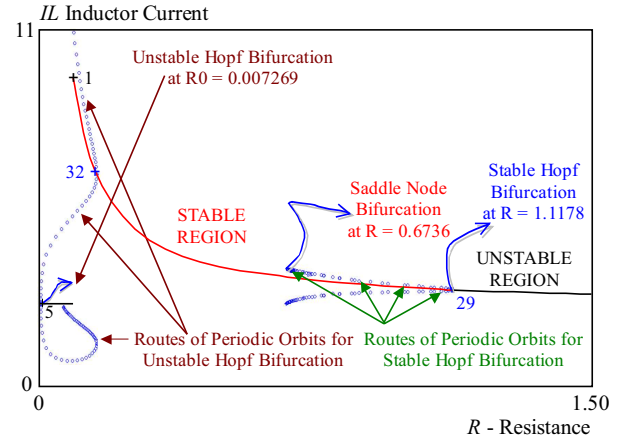 IL Inductor Current
11
Unstable Hopf Bifurcation
at R0 = 0.007269
1
32
STABLE
REGION
Saddle Node
Bifurcation
at R = 0.6736
Stable Hopf
Bifurcation
at R = 1.1178
UNSTABLE
REGION
29
5
Routes of Periodic Orbits for
Unstable Hopf Bifurcation
Routes of Periodic Orbits for
Stable Hopf Bifurcation
0
0
1.50
R - Resistance